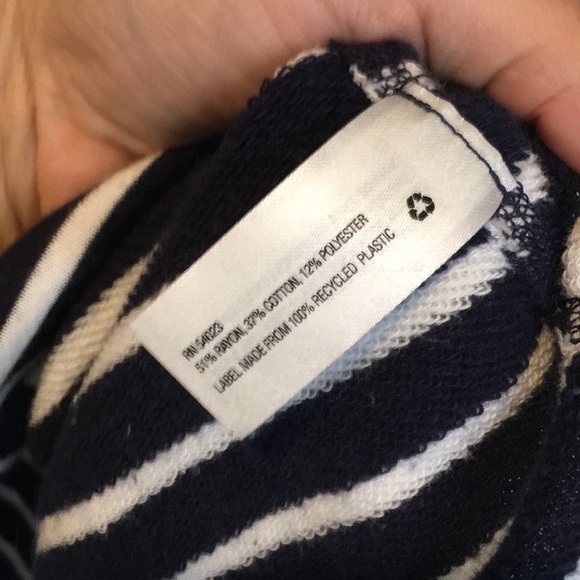 RN 54023
51% RAYON, 37% COTTON, 12% POLYESTER
LABEL MADE FROM 100% RECYCLED PLASTIC